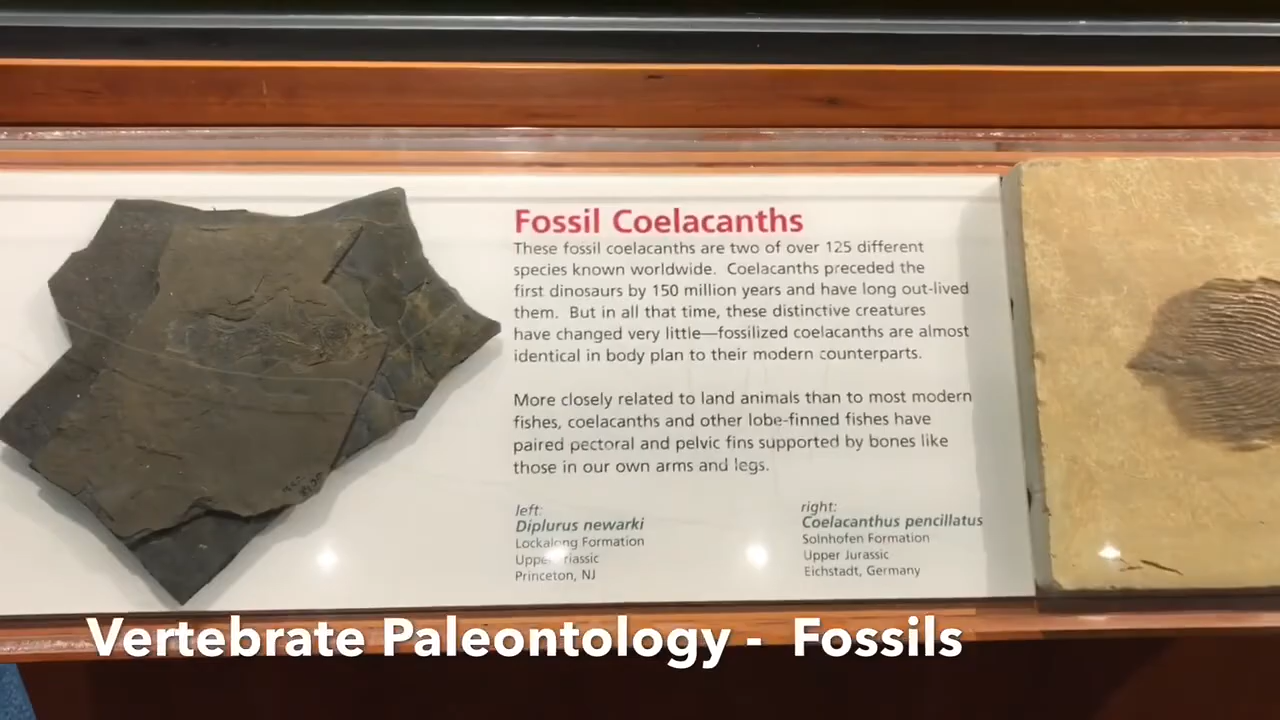 Fossil Coelacanths
These fossil coelacanths are two of over 125 different
species known worldwide. Coelacanths preceded the
first dinosaurs by 150 million years and have long out-lived
them. But in all that time, these distinctive creatures
have changed very little—fossilized coelacanths are almost
identical in body plan to their modern counterparts.
More closely related to land animals than to most modern
fishes, coelacanths and other lobe-finned fishes have
paired pectoral and pelvic fins supported by bones like
those in our own arms and legs.
left:
Diplurus newarki
Lockatong Formation
Upper Triassic
Princeton, NJ
right:
Coelacanthus pencillatus
Solnhofen Formation
Upper Jurassic
Eichstadt, Germany
Vertebrate Paleontology - Fossils